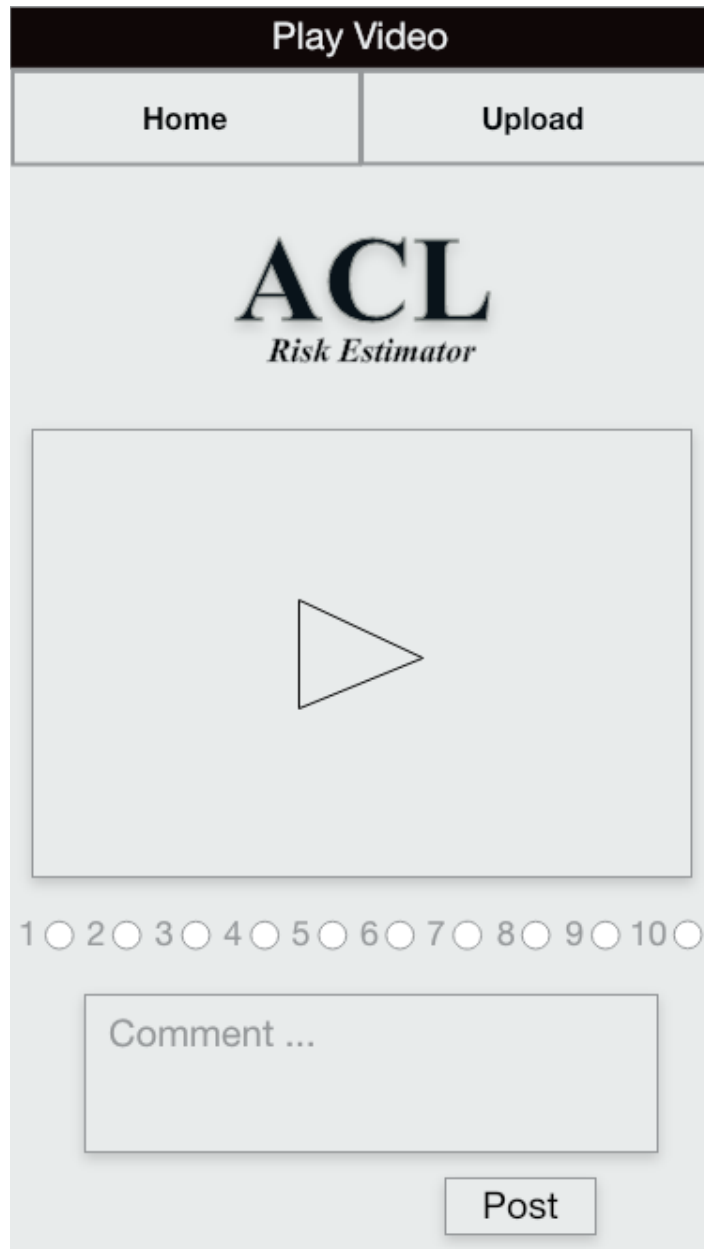 Play Video
Home Upload
ACL
Risk Estimator
1 2 3 4 5 6 7 8 9 10
Comment ...
Post